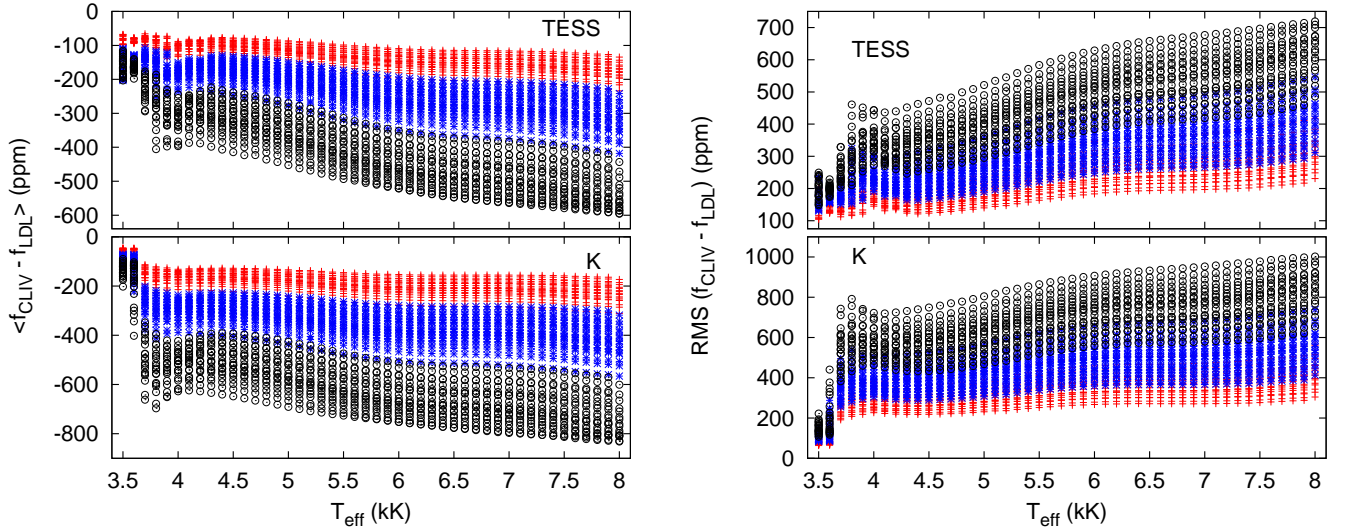 TESS
0
-100
-200
-300
-400
-500
-600
K
0
-200
-400
-600
-800
3.5 4 4.5 5 5.5 6 6.5 7 7.5 8
T_eff (kK)
<f_CLIV - f_LDL> (ppm)
TESS
700
600
500
400
300
200
100
K
1000
800
600
400
200
0
3.5 4 4.5 5 5.5 6 6.5 7 7.5 8
T_eff (kK)
RMS (f_CLIV - f_LDL) (ppm)